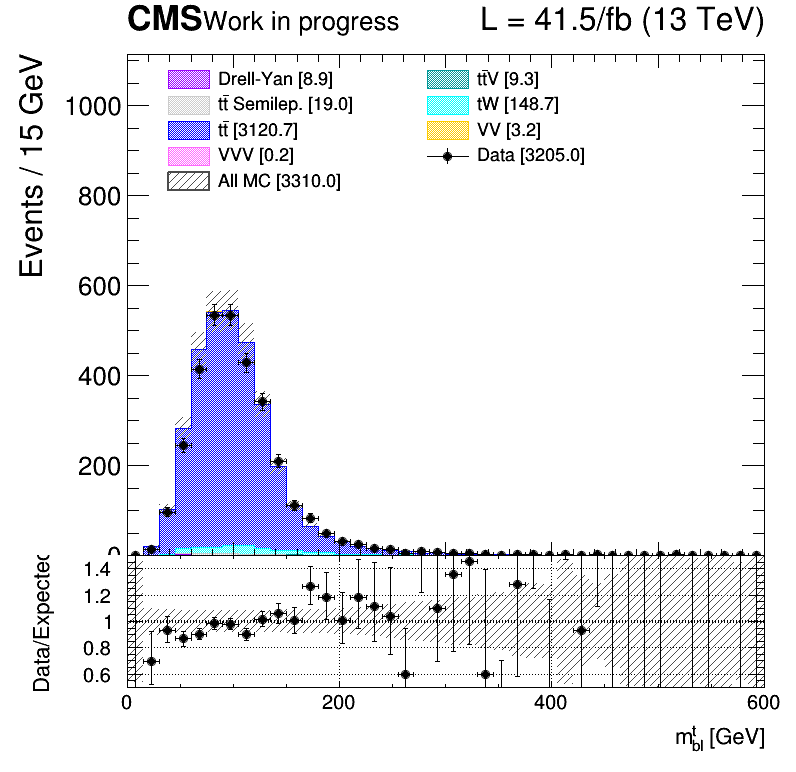 CMS Work in progress L = 41.5/fb (13 TeV)
Events / 15 GeV
1000
800
600
400
200
0
Drell-Yan [8.9]
tt̄ Semilep. [19.0]
tt̄ [3120.7]
VVV [0.2]
All MC [3310.0]
tt̄V [9.3]
tW [148.7]
VV [3.2]
Data [3205.0]
Data/Expected
1.4
1.2
1
0.8
0.6
0 200 400 600
m^t_bl [GeV]